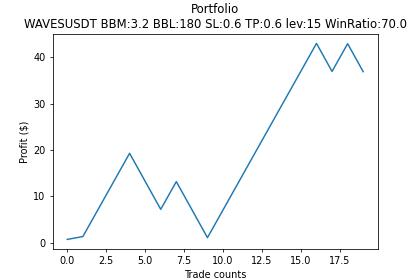 Portfolio
WAVESUSDT BBM:3.2 BBL:180 SL:0.6 TP:0.6 lev:15 WinRatio:70.0
40
30
20
10
0
Profit ($)
0.0 2.5 5.0 7.5 10.0 12.5 15.0 17.5
Trade counts